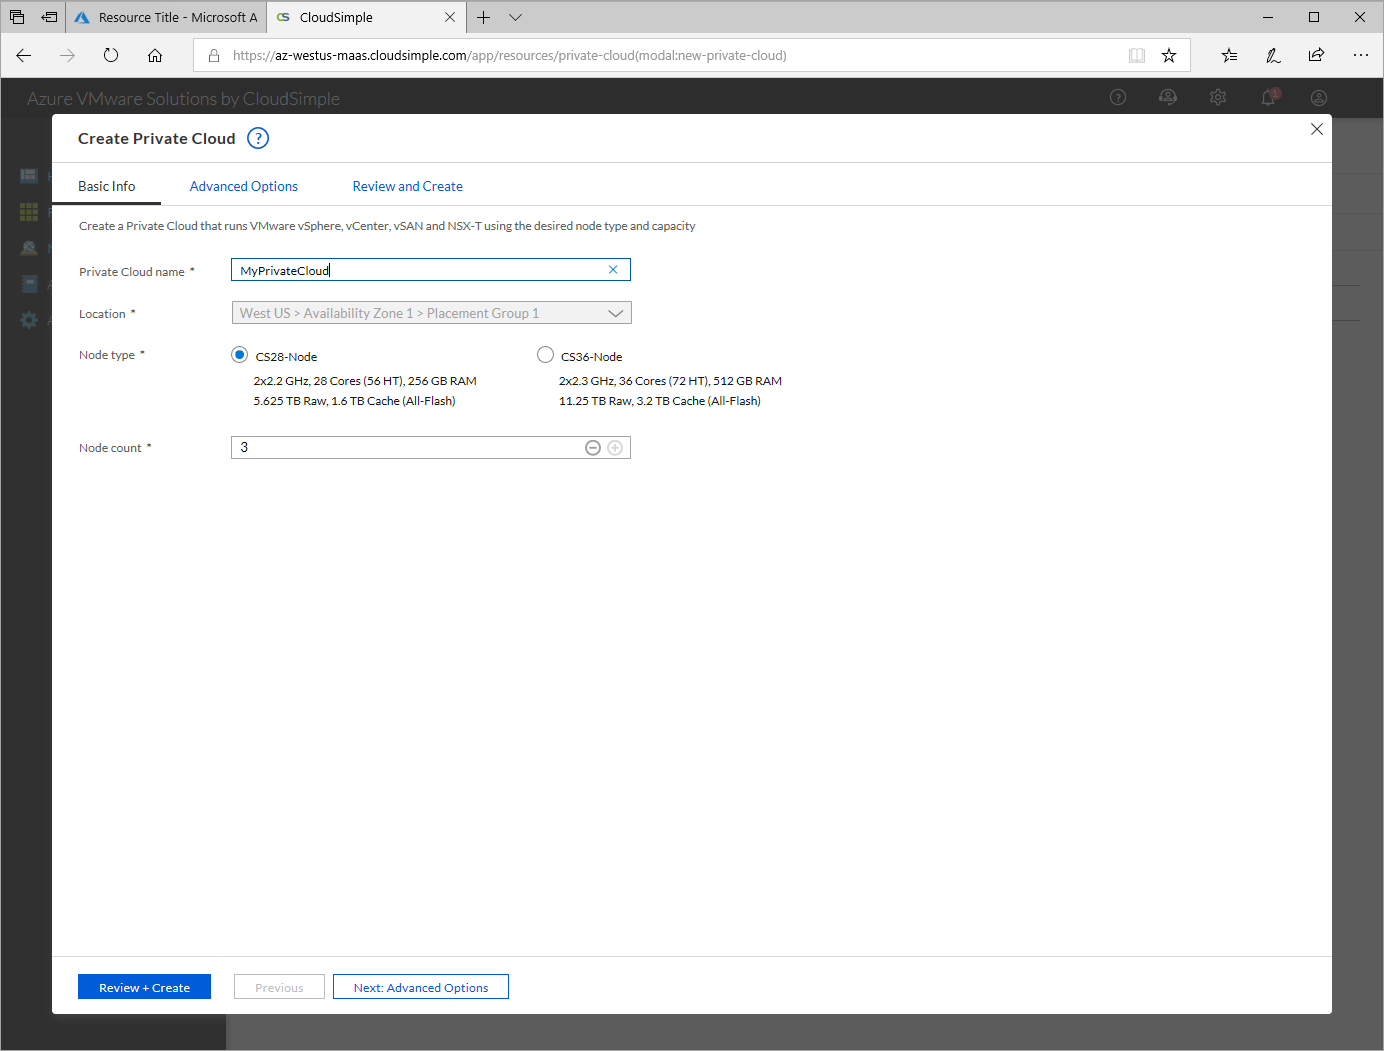 Resource Title - Microsoft A
CloudSimple
https://az-westus-maas.cloudsimple.com/app/resources/private-cloud(modal:new-private-cloud)
Azure VMware Solutions by CloudSimple
1
Create Private Cloud ?
Basic Info Advanced Options Review and Create
Create a Private Cloud that runs VMware vSphere, vCenter, vSAN and NSX-T using the desired node type and capacity
Private Cloud name * MyPrivateCloud
Location * West US > Availability Zone 1 > Placement Group 1
Node type * CS28-Node CS36-Node
2x2.2 GHz, 28 Cores (56 HT), 256 GB RAM 2x2.3 GHz, 36 Cores (72 HT), 512 GB RAM
5.625 TB Raw, 1.6 TB Cache (All-Flash) 11.25 TB Raw, 3.2 TB Cache (All-Flash)
Node count * 3
Review + Create Previous Next: Advanced Options